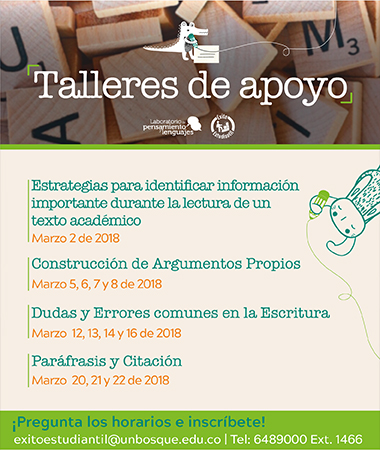 Talleres de apoyo
Laboratorio de
pensamiento
lenguajes
Éxito
Estudiantil
Estrategias para identificar información
importante durante la lectura de un
texto académico
Marzo 2 de 2018
Construcción de Argumentos Propios
Marzo 5, 6, 7 y 8 de 2018
Dudas y Errores comunes en la Escritura
Marzo 12, 13, 14 y 16 de 2018
Paráfrasis y Citación
Marzo 20, 21 y 22 de 2018
¡Pregunta los horarios e inscríbete!
exitoestudiantil@unbosque.edu.co | Tel: 6489000 Ext. 1466